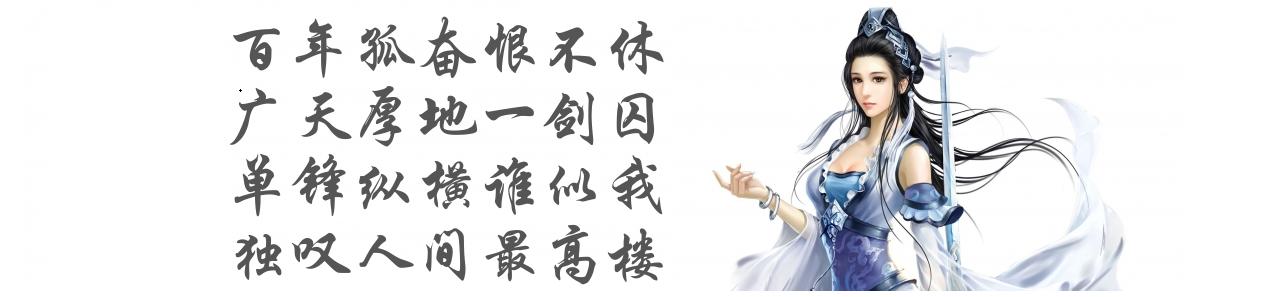 百年孤奋恨不休
广天厚地一剑囚
单锋纵横谁似我
独叹人间最高楼